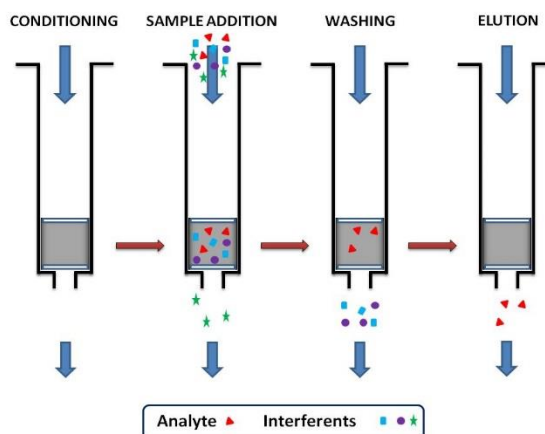 CONDITIONING SAMPLE ADDITION WASHING ELUTION
Analyte Interferents